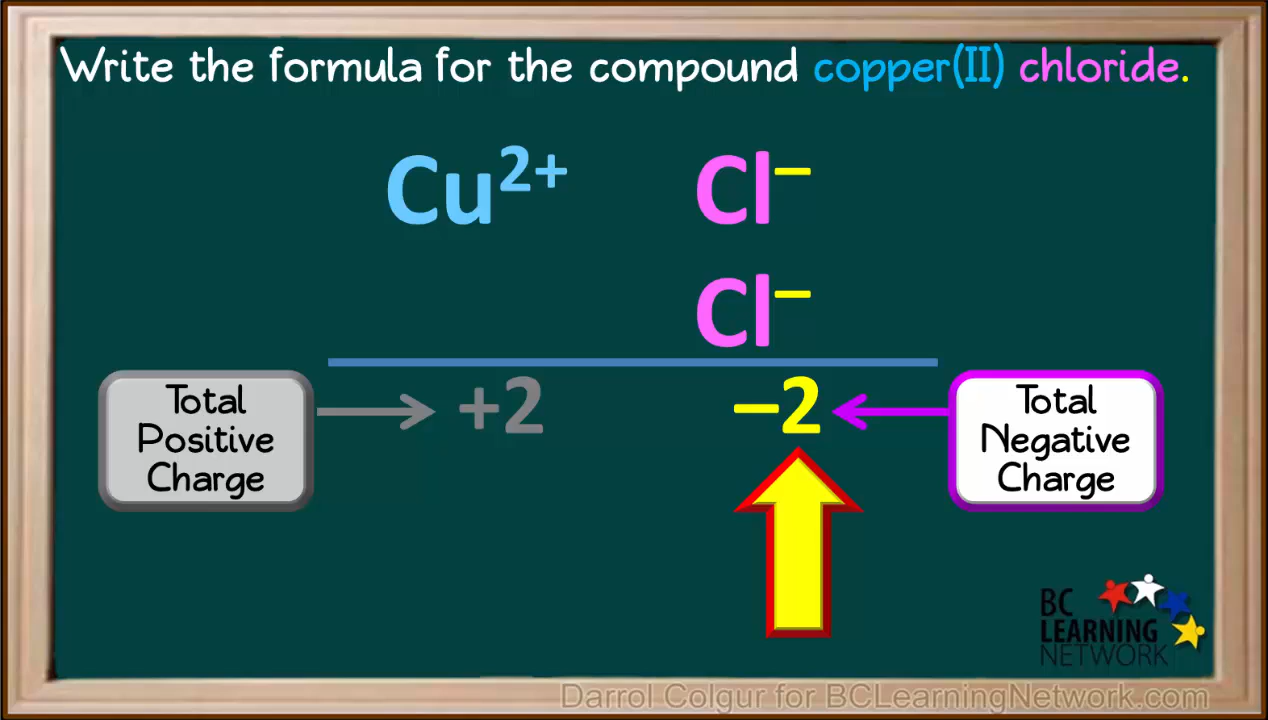 Write the formula for the compound copper(II) chloride.
Cu²⁺ Cl⁻
Cl⁻
Total
Positive
Charge
+2 –2
Total
Negative
Charge
BC
LEARNING
NETWORK
Darrol Colgur for BCLearningNetwork.com